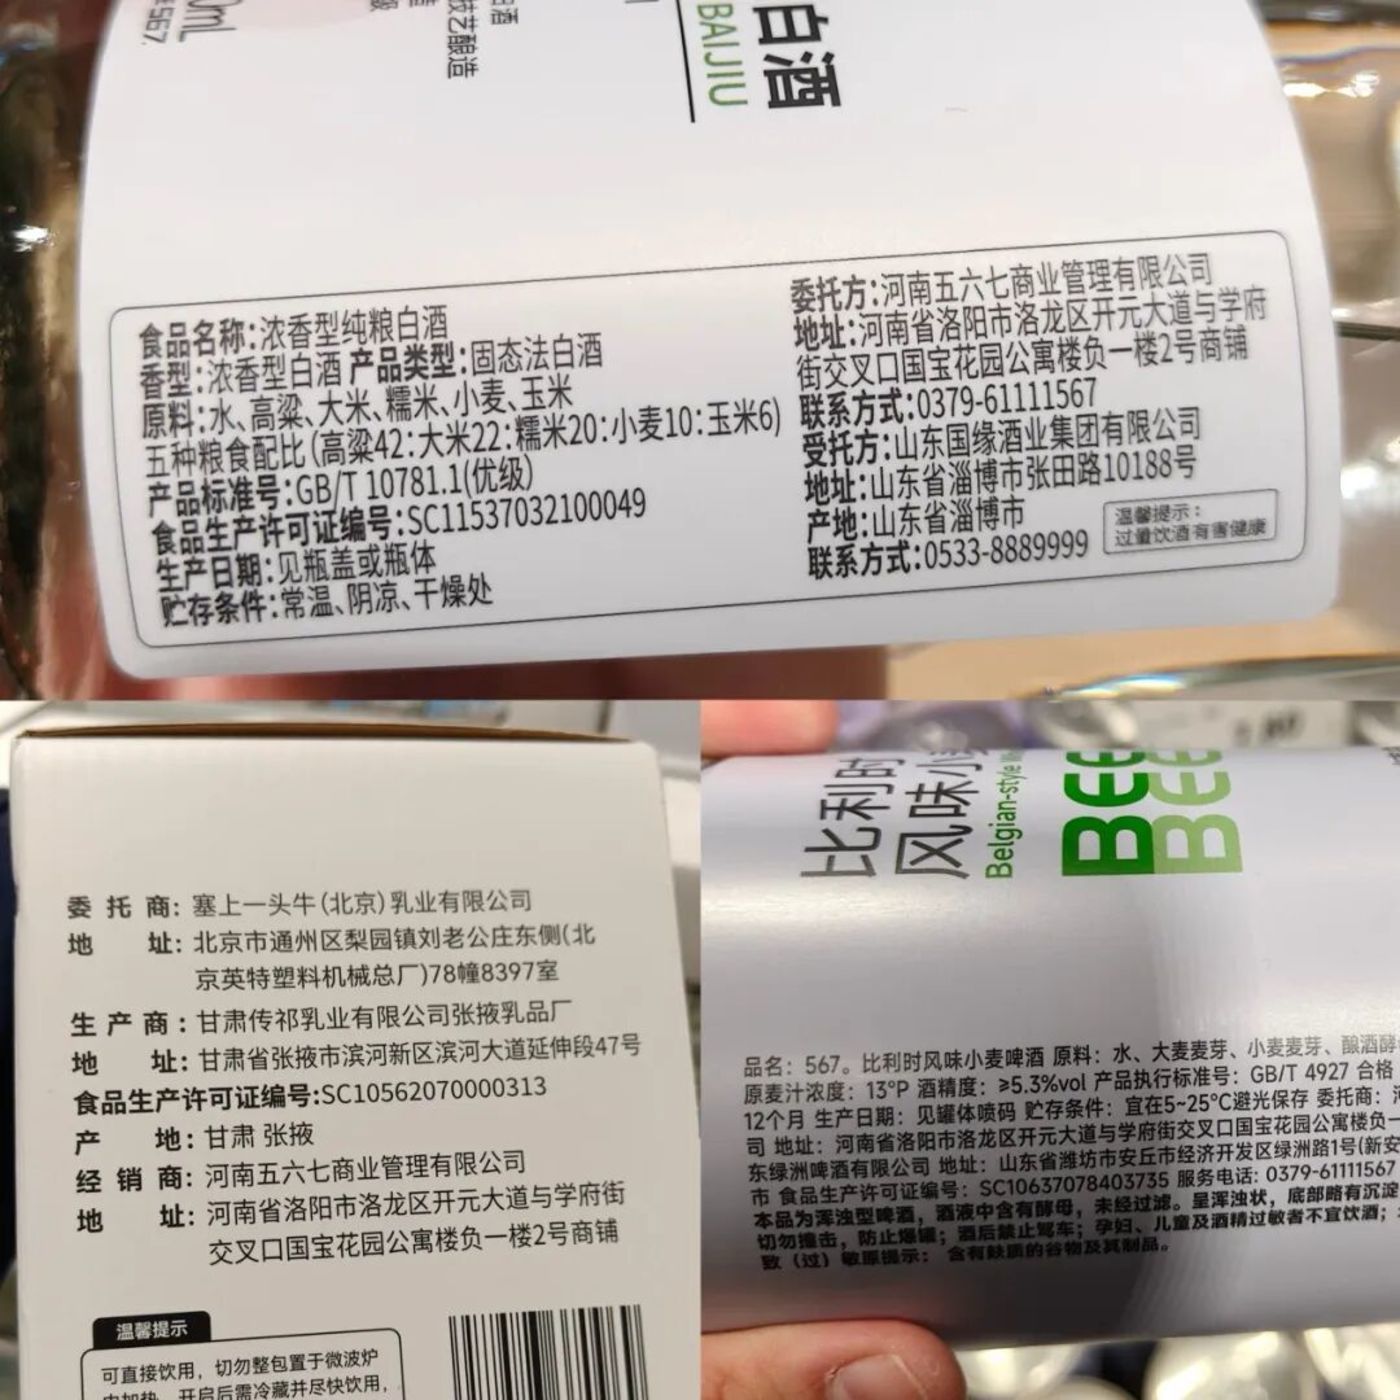 白酒
BAIJIU
白酒
技艺酿造
0mL
567.
食品名称:浓香型纯粮白酒
香型:浓香型白酒 产品类型:固态法白酒
原料:水、高粱、大米、糯米、小麦、玉米
五种粮食配比(高粱42:大米22:糯米20:小麦10:玉米6)
产品标准号:GB/T 10781.1(优级)
食品生产许可证编号:SC11537032100049
生产日期:见瓶盖或瓶体
贮存条件:常温、阴凉、干燥处
委托方:河南五六七商业管理有限公司
地址:河南省洛阳市洛龙区开元大道与学府
街交叉口国宝花园公寓楼负一楼2号商铺
联系方式:0379-61111567
受托方:山东国缘酒业集团有限公司
地址:山东省淄博市张田路10188号
产地:山东省淄博市
联系方式:0533-8889999
温馨提示:
过量饮酒有害健康
委托商:塞上一头牛(北京)乳业有限公司
地址:北京市通州区梨园镇刘老公庄东侧(北
京英特塑料机械总厂)78幢8397室
生产商:甘肃传祁乳业有限公司张掖乳品厂
地址:甘肃省张掖市滨河新区滨河大道延伸段47号
食品生产许可证编号:SC10562070000313
产地:甘肃 张掖
经销商:河南五六七商业管理有限公司
地址:河南省洛阳市洛龙区开元大道与学府街
交叉口国宝花园公寓楼负一楼2号商铺
温馨提示
可直接饮用，切勿整包置于微波炉
中加热，开启后需冷藏并尽快饮用，
比利时
风味小
Belgian-style
BEE
BEE
品名：567。比利时风味小麦啤酒 原料：水、大麦麦芽、小麦麦芽、酿酒酵
原麦汁浓度：13°P 酒精度：≥5.3%vol 产品执行标准号：GB/T 4927 合格
12个月 生产日期：见罐体喷码 贮存条件：宜在5~25°C避光保存 委托商：
司 地址：河南省洛阳市洛龙区开元大道与学府街交叉口国宝花园公寓楼负一
东绿洲啤酒有限公司 地址：山东省潍坊市安丘市经济开发区绿洲路1号(新安
市 食品生产许可证编号：SC10637078403735 服务电话: 0379-61111567
本品为浑浊型啤酒，酒液中含有酵母，未经过滤。呈浑浊状，底部略有沉淀
切勿撞击，防止爆罐；酒后禁止驾车；孕妇、儿童及酒精过敏者不宜饮酒；
致（过）敏原提示：含有麸质的谷物及其制品。